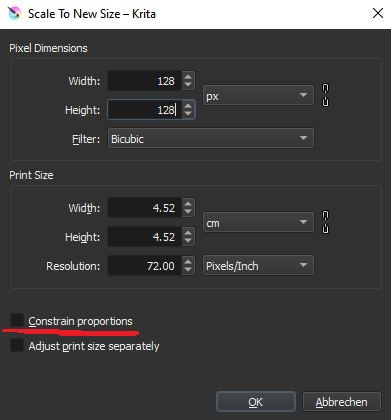 Scale To New Size – Krita
Pixel Dimensions
Width: 128
px
Height: 128
Filter: Bicubic
Print Size
Width: 4.52
cm
Height: 4.52
Resolution: 72.00 Pixels/Inch
Constrain proportions
Adjust print size separately
OK Abbrechen